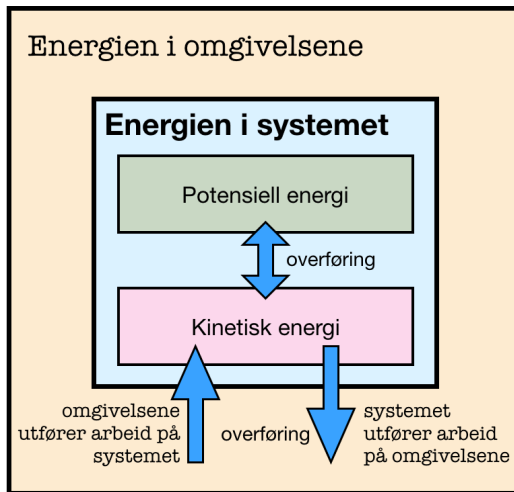 Energien i omgivelsene
Energien i systemet
Potensiell energi
overføring
Kinetisk energi
omgivelsene
utfører arbeid på
systemet
overføring
systemet
utfører arbeid
på omgivelsene